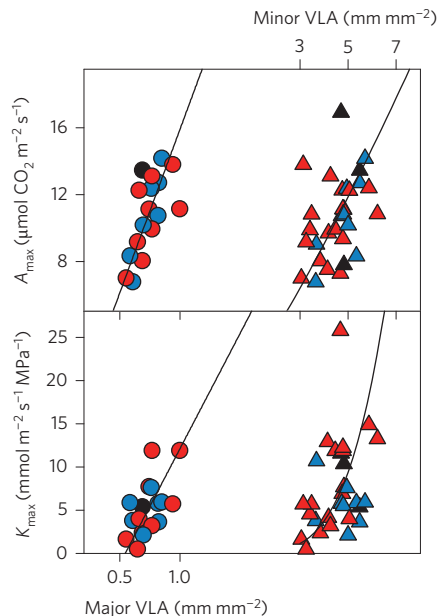 Minor VLA (mm mm⁻²)
3 5 7
Amax (μmol CO2 m⁻² s⁻¹)
16
12
8
Kmax (mmol m⁻² s⁻¹ MPa⁻¹)
25
20
15
10
5
0
0.5 1.0
Major VLA (mm mm⁻²)